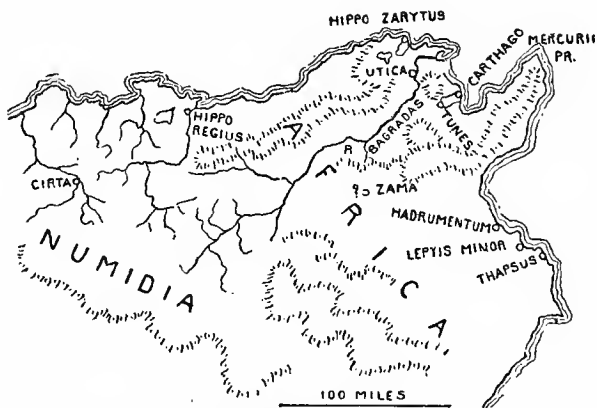 HIPPO ZARYTUS
MERCURII
PR.
CARTHAGO
UTICA
TUNES
HIPPO
REGIUS
R
BAGRADAS
AFRICA
CIRTA
? ZAMA
HADRUMENTUM
LEPTIS MINOR
THAPSUS
NUMIDIA
100 MILES